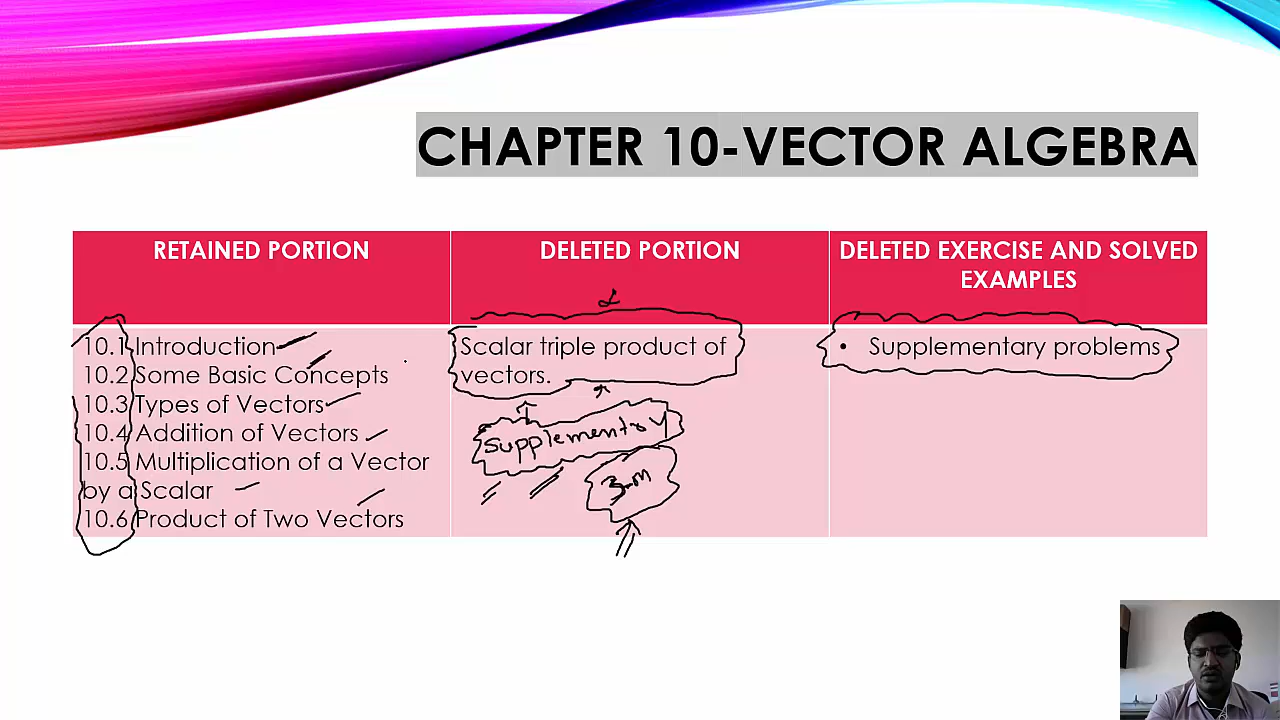 CHAPTER 10-VECTOR ALGEBRA
RETAINED PORTION
DELETED PORTION
DELETED EXERCISE AND SOLVED
EXAMPLES
10.1 Introduction
10.2 Some Basic Concepts
10.3 Types of Vectors
10.4 Addition of Vectors
10.5 Multiplication of a Vector
by a Scalar
10.6 Product of Two Vectors
Scalar triple product of
vectors.
Supplementry
3-m
• Supplementary problems